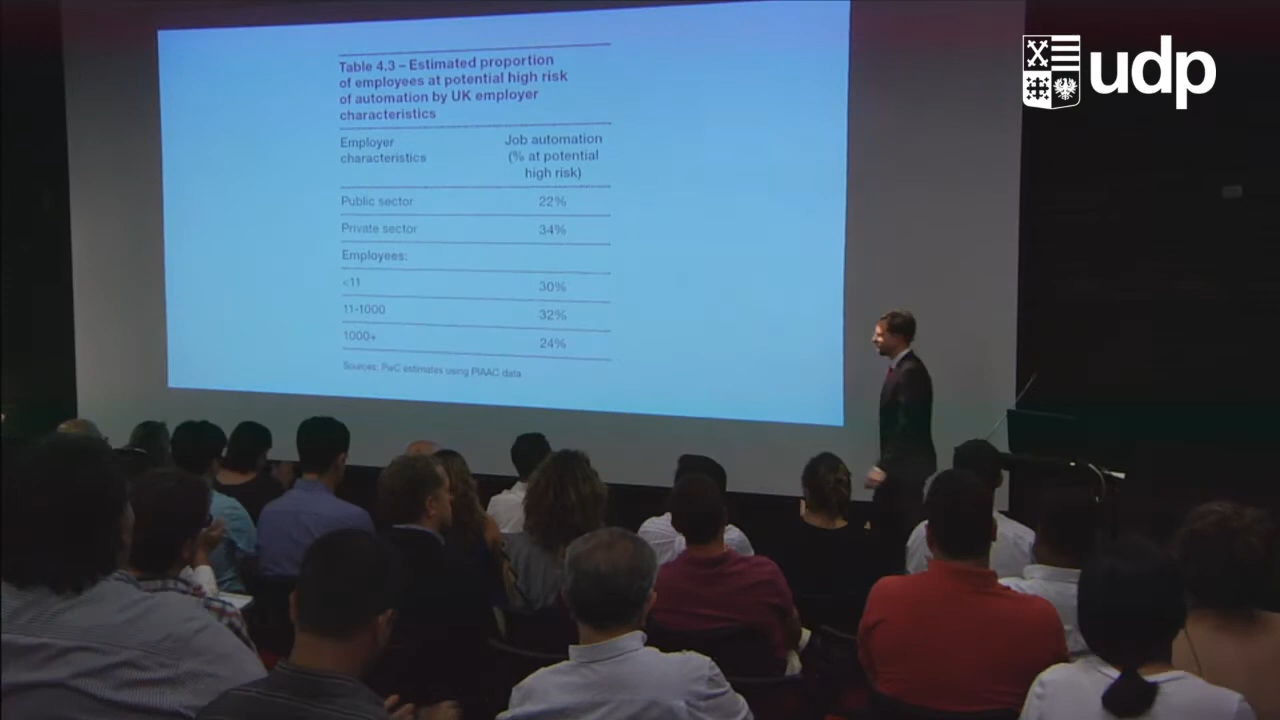 udp
Table 4.3 – Estimated proportion
of employees at potential high risk
of automation by UK employer
characteristics
Employer
characteristics
Job automation
(% at potential
high risk)
Public sector 22%
Private sector 34%
Employees:
<11 30%
11-1000 32%
1000+ 24%
Sources: PwC estimates using PIAAC data